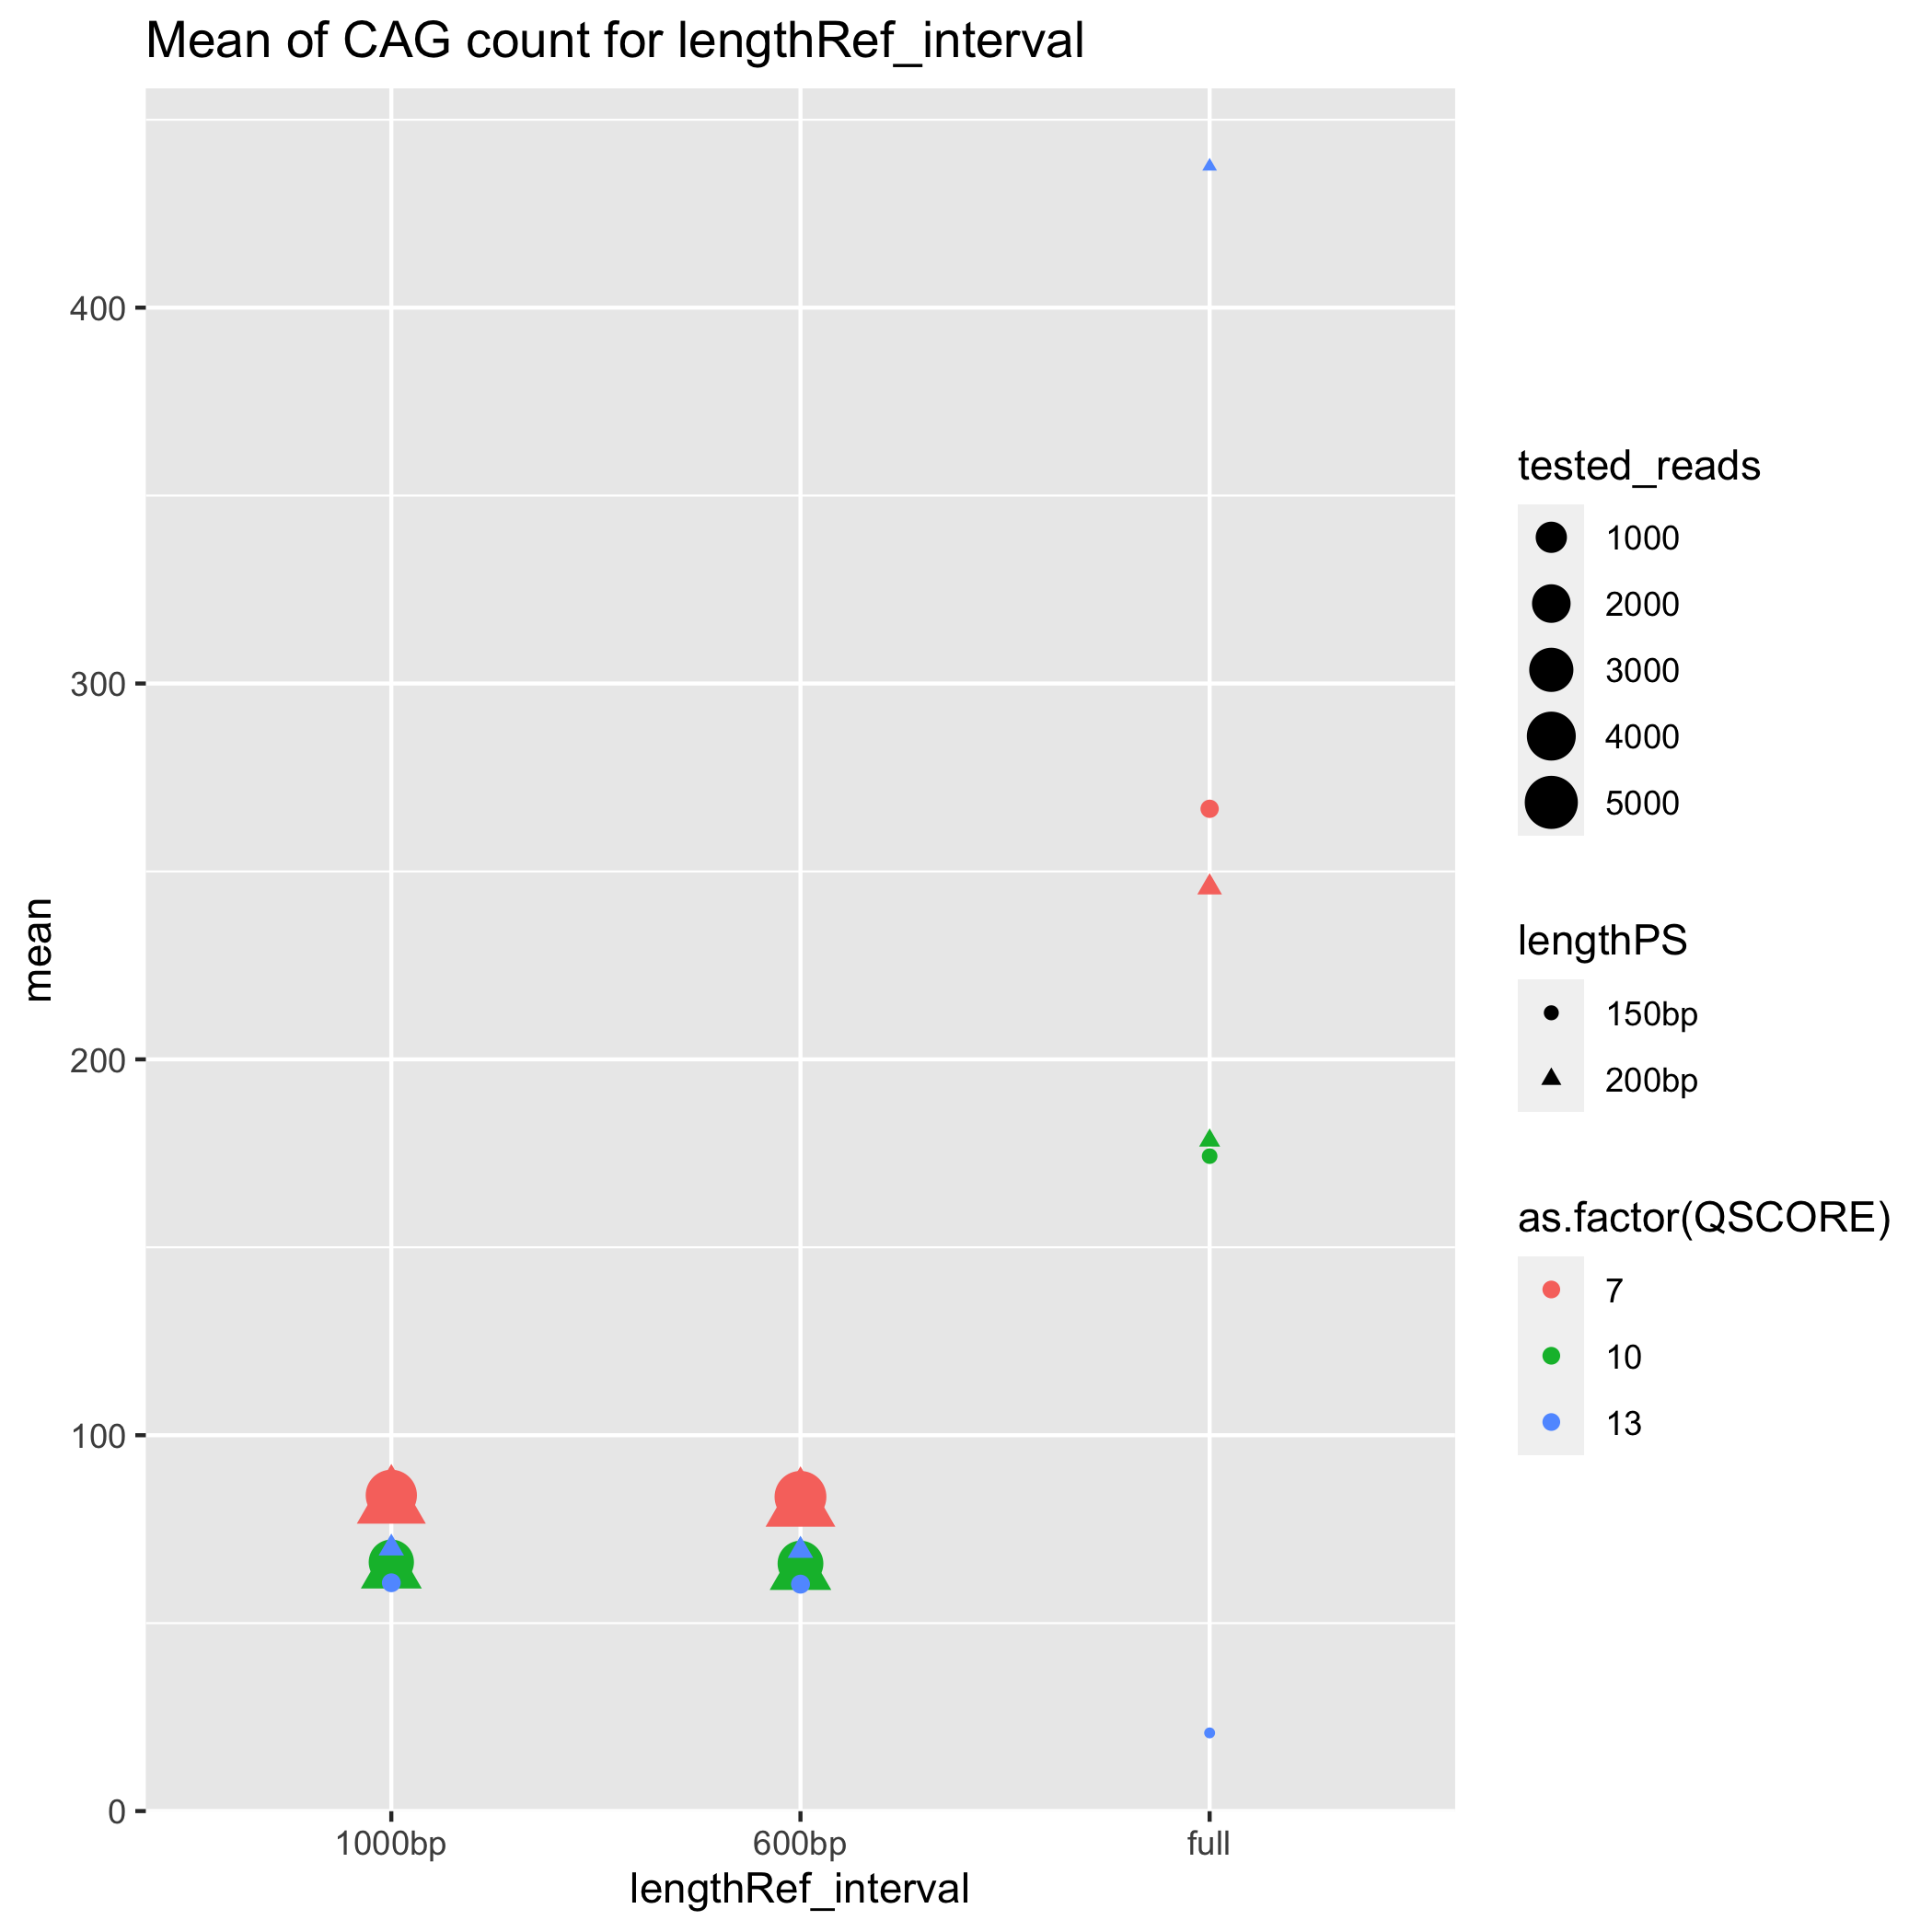 Mean of CAG count for lengthRef_interval
mean
400
300
200
100
0
1000bp
600bp
full
lengthRef_interval
tested_reads
1000
2000
3000
4000
5000
lengthPS
150bp
200bp
as.factor(QSCORE)
7
10
13